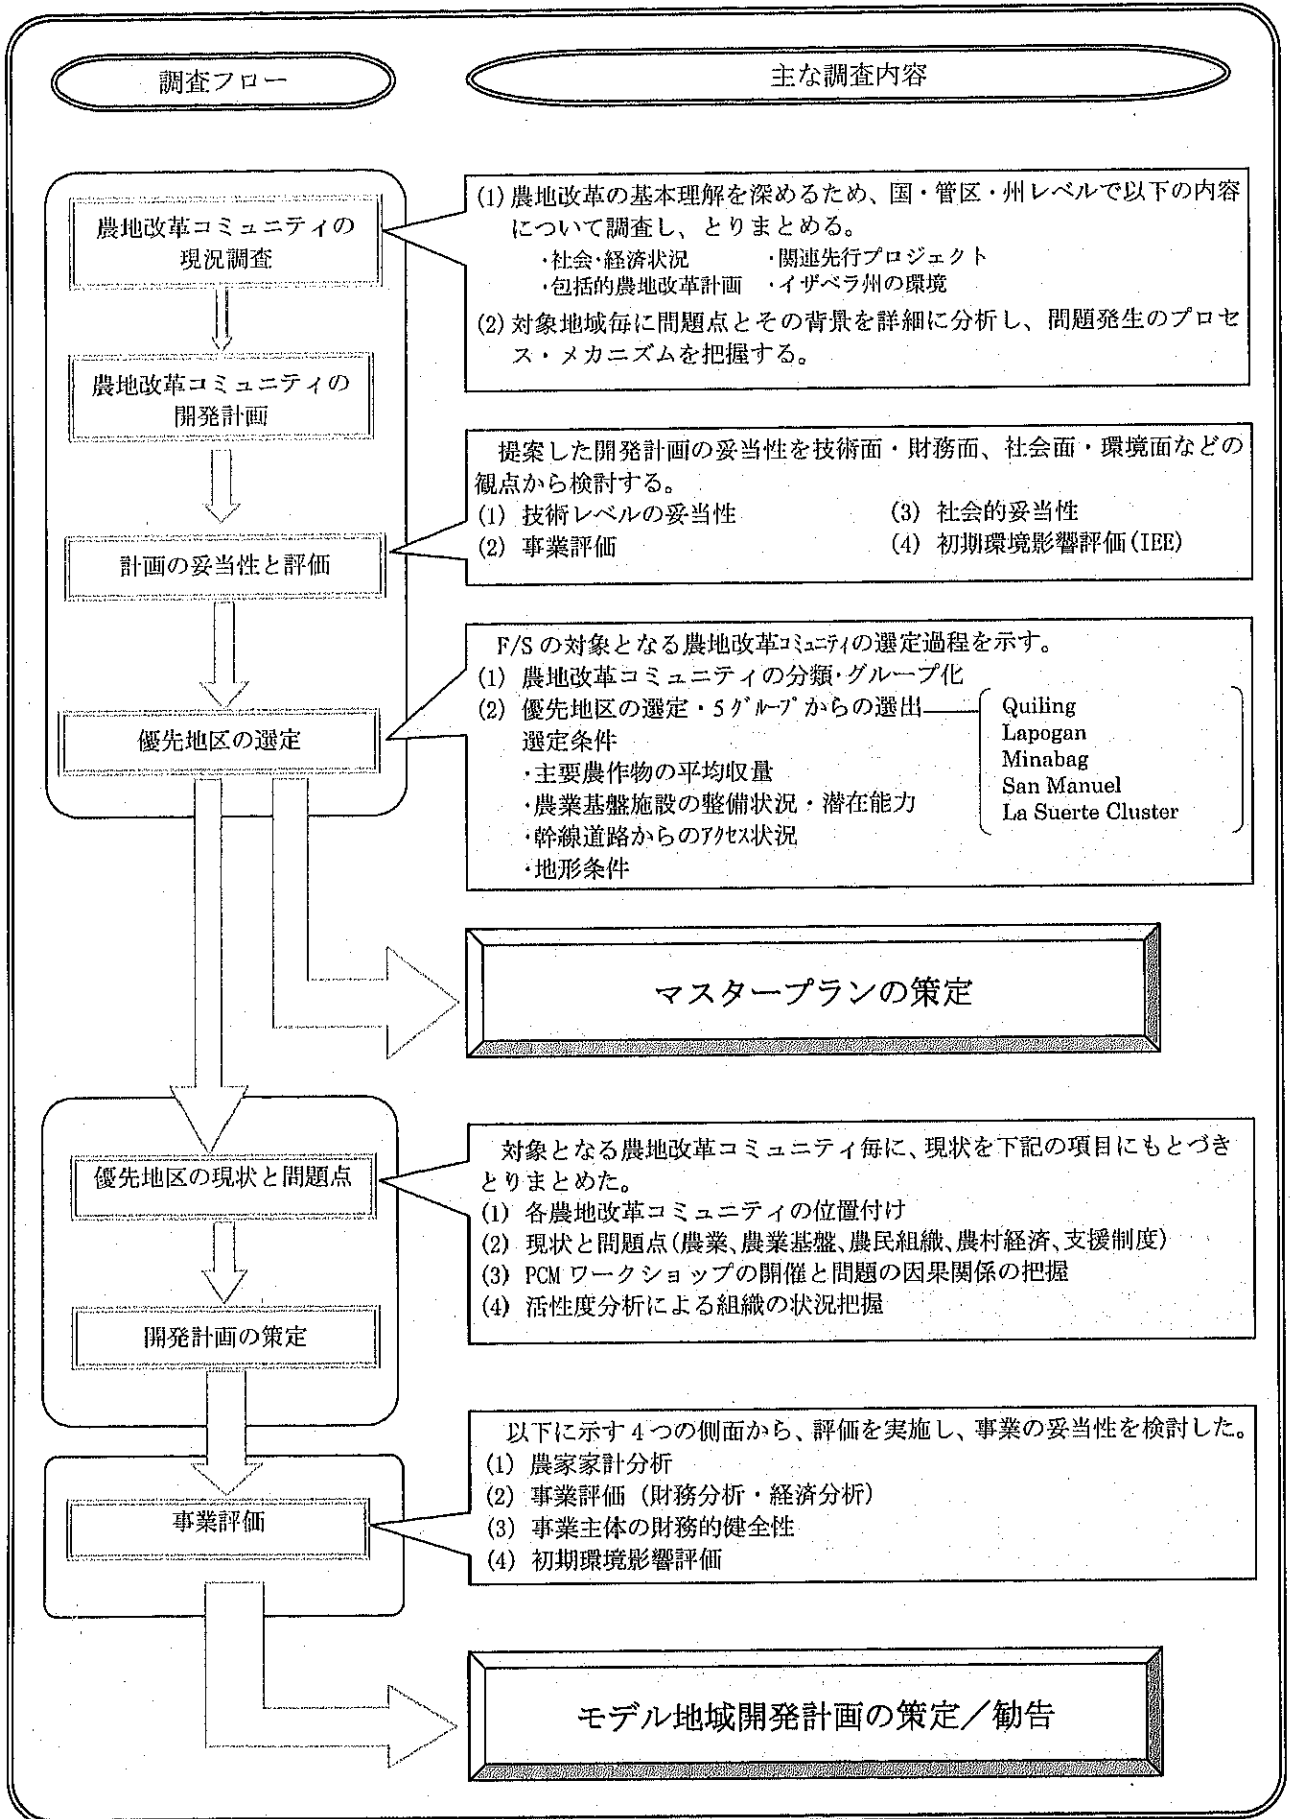 調査フロー
主な調査内容
農地改革コミュニティの
現況調査
(1) 農地改革の基本理解を深めるため、国・管区・州レベルで以下の内容
について調査し、とりまとめる。
・社会・経済状況 ・関連先行プロジェクト
・包括的農地改革計画 ・イザベラ州の環境
(2) 対象地域毎に問題点とその背景を詳細に分析し、問題発生のプロセ
ス・メカニズムを把握する。
農地改革コミュニティの
開発計画
提案した開発計画の妥当性を技術面・財務面、社会面・環境面などの
観点から検討する。
(1) 技術レベルの妥当性 (3) 社会的妥当性
(2) 事業評価 (4) 初期環境影響評価(IEE)
計画の妥当性と評価
F/S の対象となる農地改革コミュニティの選定過程を示す。
(1) 農地改革コミュニティの分類・グループ化
(2) 優先地区の選定・5グループからの選出
選定条件
・主要農作物の平均収量
・農業基盤施設の整備状況・潜在能力
・幹線道路からのアクセス状況
・地形条件
Quiling
Lapogan
Minabag
San Manuel
La Suerte Cluster
優先地区の選定
マスタープランの策定
優先地区の現状と問題点
対象となる農地改革コミュニティ毎に、現状を下記の項目にもとづき
とりまとめた。
(1) 各農地改革コミュニティの位置付け
(2) 現状と問題点(農業、農業基盤、農民組織、農村経済、支援制度)
(3) PCM ワークショップの開催と問題の因果関係の把握
(4) 活性度分析による組織の状況把握
開発計画の策定
以下に示す 4 つの側面から、評価を実施し、事業の妥当性を検討した。
(1) 農家家計分析
(2) 事業評価 (財務分析・経済分析)
(3) 事業主体の財務的健全性
(4) 初期環境影響評価
事業評価
モデル地域開発計画の策定／勧告